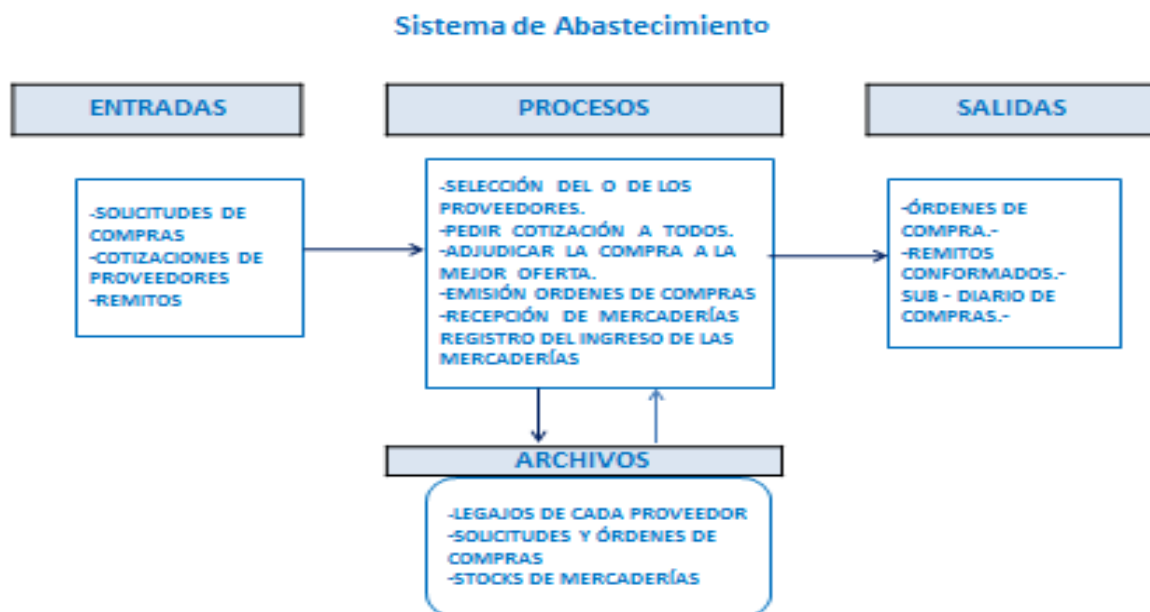 Sistema de Abastecimiento
ENTRADAS
PROCESOS
SALIDAS
-SOLICITUDES DE
COMPRAS
-COTIZACIONES DE
PROVEEDORES
-REMITOS
-SELECCIÓN DEL O DE LOS
PROVEEDORES.
-PEDIR COTIZACIÓN A TODOS.
-ADJUDICAR LA COMPRA A LA
MEJOR OFERTA.
-EMISIÓN ORDENES DE COMPRAS
-RECEPCIÓN DE MERCADERÍAS
REGISTRO DEL INGRESO DE LAS
MERCADERÍAS
-ÓRDENES DE
COMPRA.-
-REMITOS
CONFORMADOS.-
SUB - DIARIO DE
COMPRAS.-
ARCHIVOS
-LEGAJOS DE CADA PROVEEDOR
-SOLICITUDES Y ÓRDENES DE
COMPRAS
-STOCKS DE MERCADERÍAS